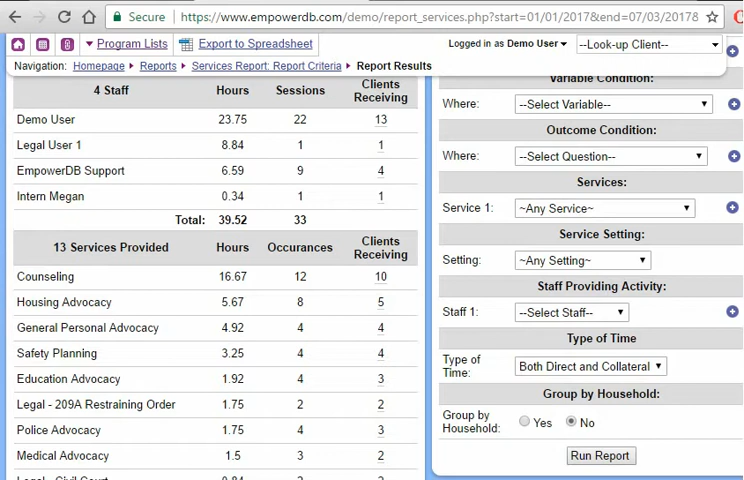 Secure https://www.empowerdb.com/demo/report_services.php?start=01/01/2017&end=07/03/20178
Program Lists Export to Spreadsheet Logged in as Demo User --Look-up Client--
Navigation: Homepage Reports Services Report: Report Criteria Report Results
4 Staff Hours Sessions Clients Receiving
Demo User 23.75 22 13
Legal User 1 8.84 1 1
EmpowerDB Support 6.59 9 4
Intern Megan 0.34 1 1
Total: 39.52 33
13 Services Provided Hours Occurances Clients Receiving
Counseling 16.67 12 10
Housing Advocacy 5.67 8 5
General Personal Advocacy 4.92 4 4
Safety Planning 3.25 4 4
Education Advocacy 1.92 4 3
Legal - 209A Restraining Order 1.75 2 2
Police Advocacy 1.75 4 3
Medical Advocacy 1.5 3 2
Legal - Civil Court 0.84 2 2
Variable Condition:
Where: --Select Variable--
Outcome Condition:
Where: --Select Question--
Services:
Service 1: ~Any Service~
Service Setting:
Setting: ~Any Setting~
Staff Providing Activity:
Staff 1: --Select Staff--
Type of Time
Type of Time: Both Direct and Collateral
Group by Household:
Group by Household: Yes No
Run Report